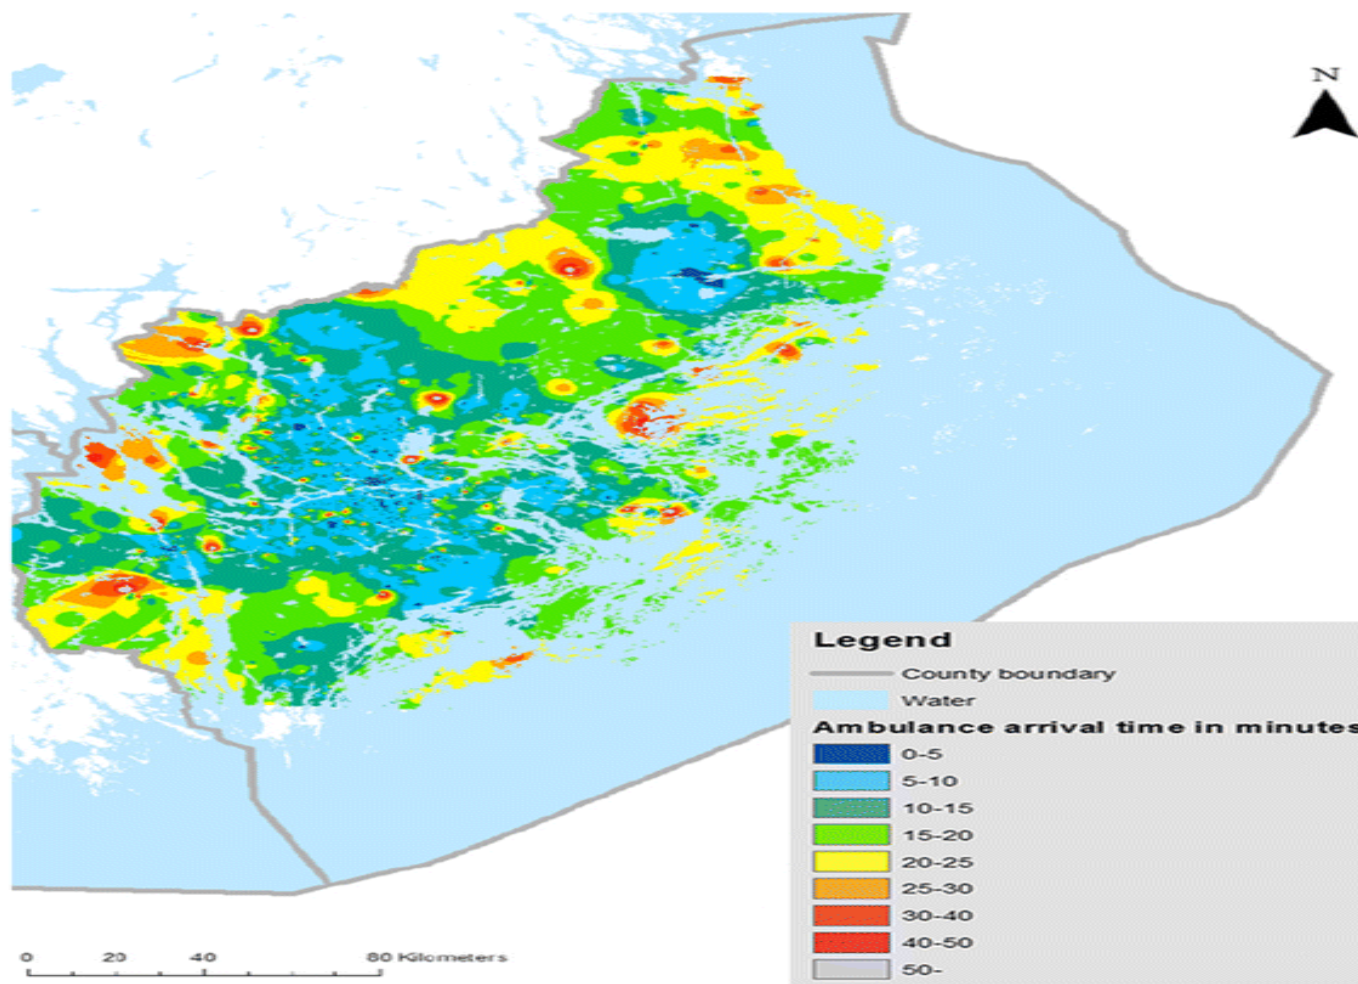 N
Legend
County boundary
Water
Ambulance arrival time in minutes
0-5
5-10
10-15
15-20
20-25
25-30
30-40
40-50
50-
0 20 40 80 Kilometers